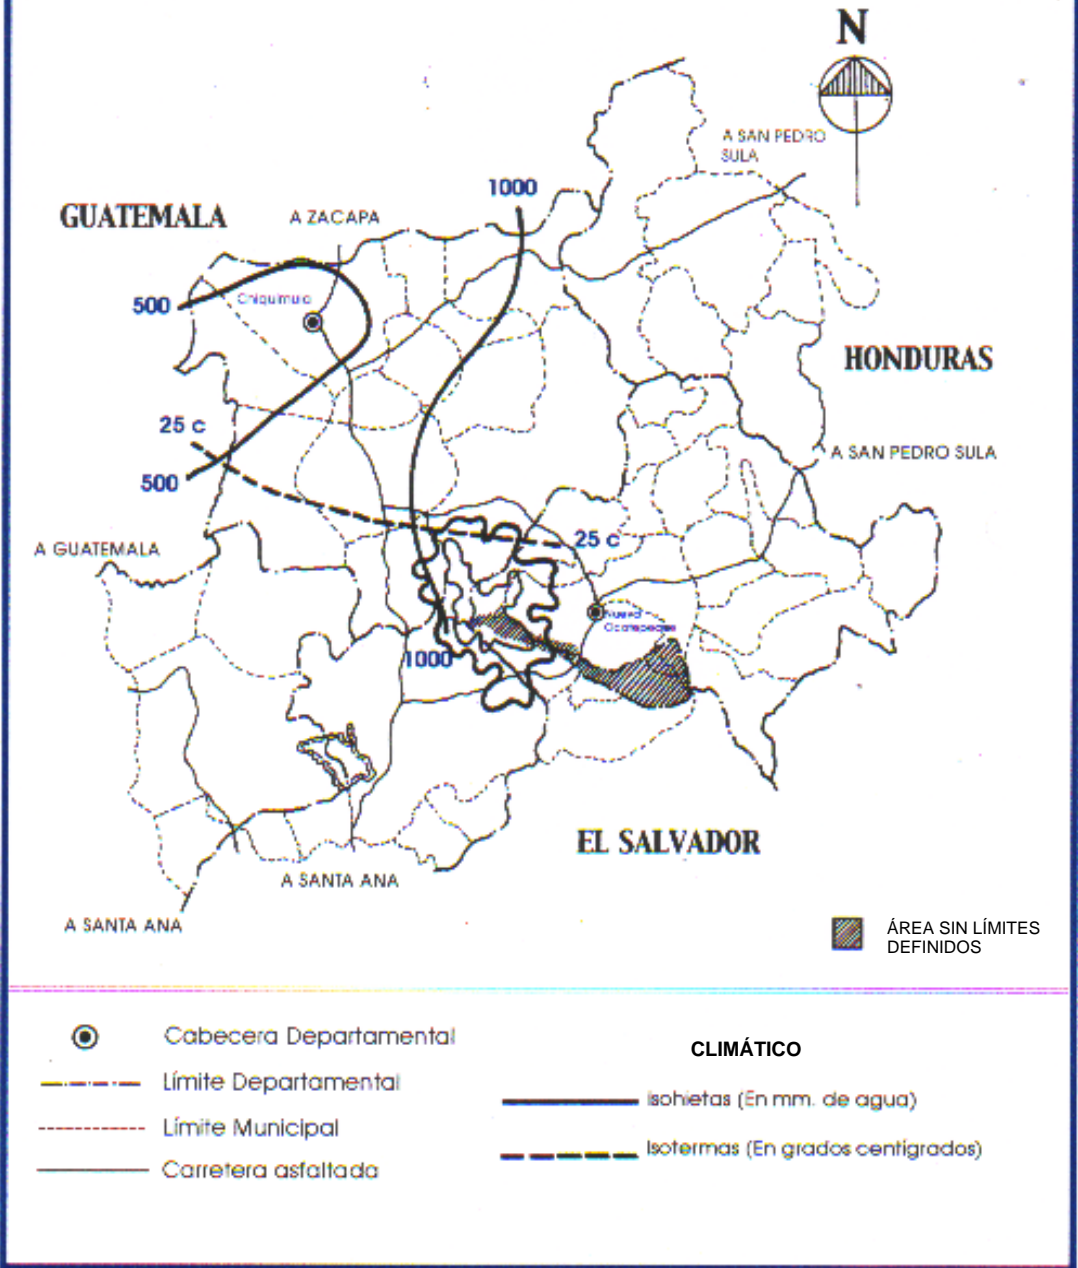 N
A SAN PEDRO
SULA
1000
GUATEMALA
A ZACAPA
500
Chiquimula
HONDURAS
25 c
A SAN PEDRO SULA
500
25 c
A GUATEMALA
Nueva
Ocotepeque
1000
EL SALVADOR
A SANTA ANA
A SANTA ANA
ÁREA SIN LÍMITES
DEFINIDOS
Cabecera Departamental
CLIMÁTICO
Límite Departamental
Isohietas (En mm. de agua)
Límite Municipal
Isotermas (En grados centígrados)
Carretera asfaltada